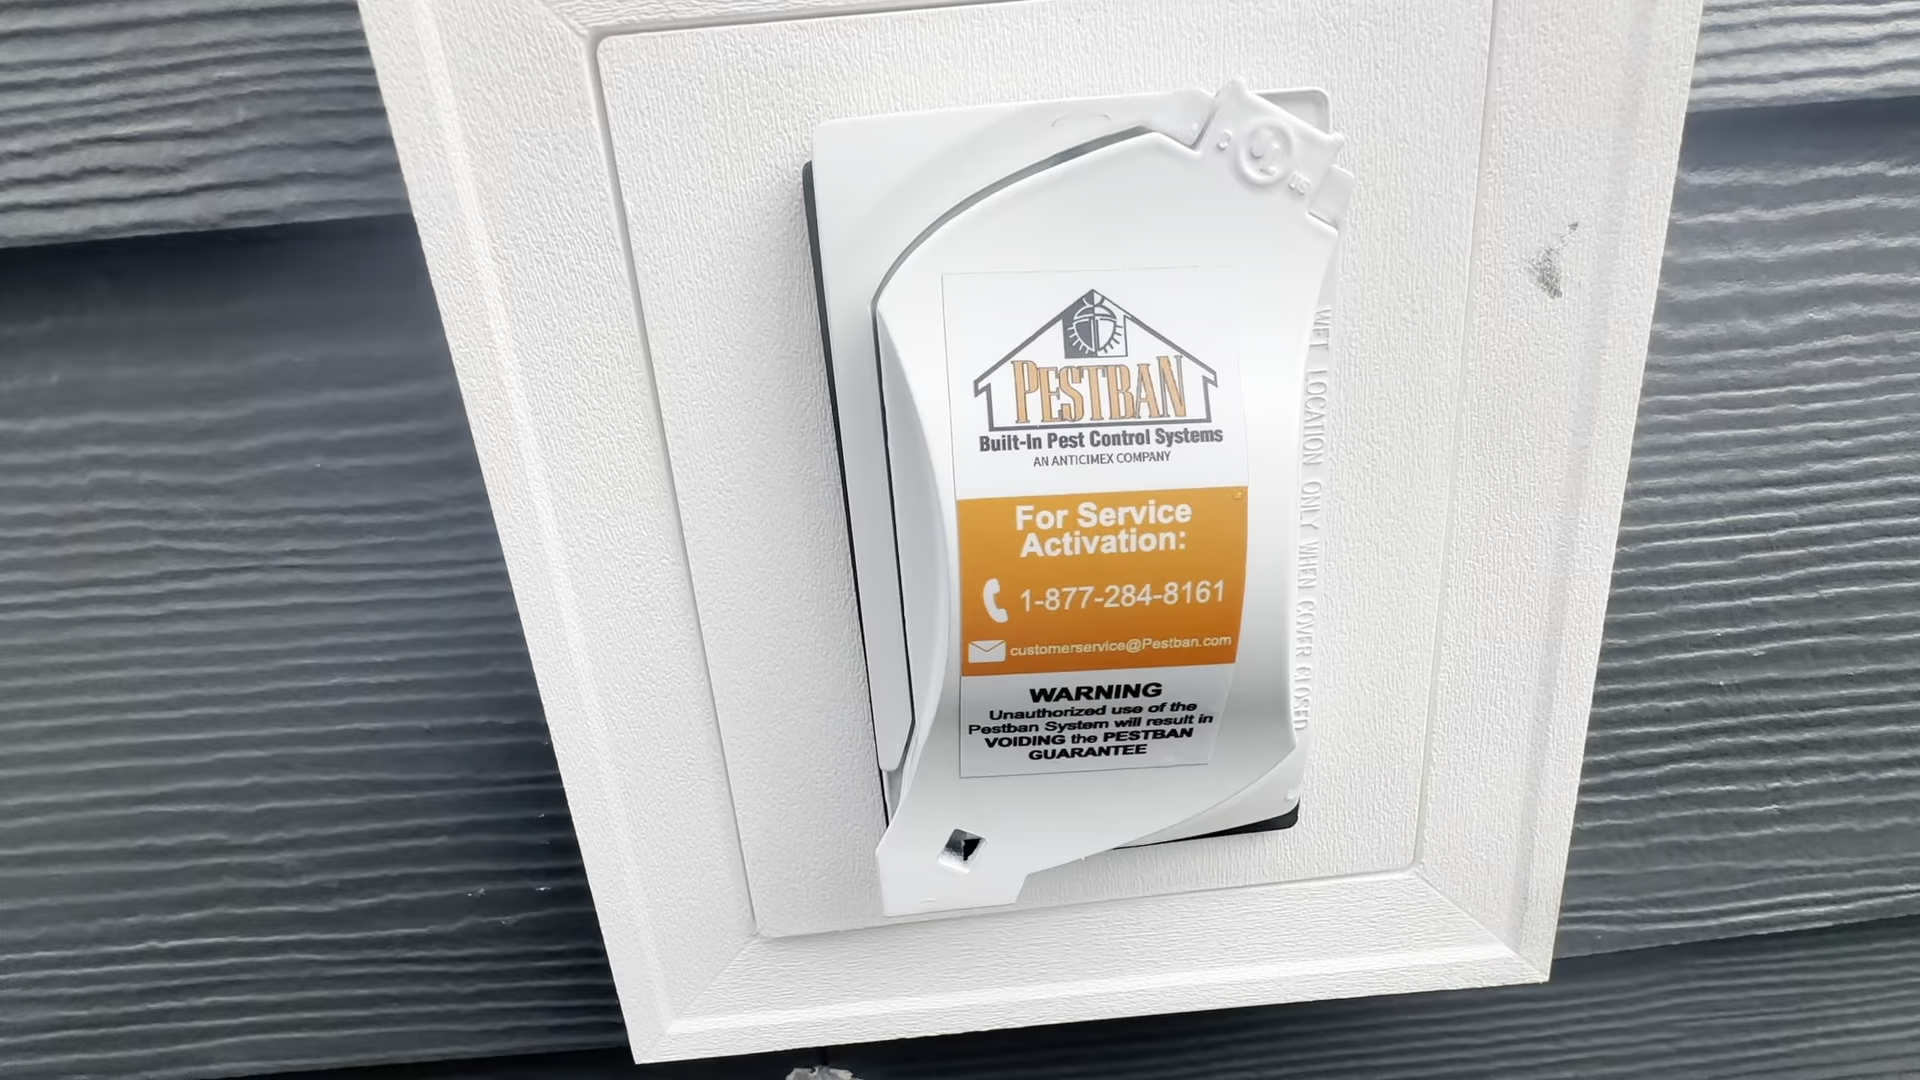 PESTBAN
Built-In Pest Control Systems
AN ANTICIMEX COMPANY
For Service
Activation:
1-877-284-8161
customerservice@Pestban.com
WARNING
Unauthorized use of the
Pestban System will result in
VOIDING the PESTBAN
GUARANTEE
WET LOCATION ONLY WHEN COVER CLOSED